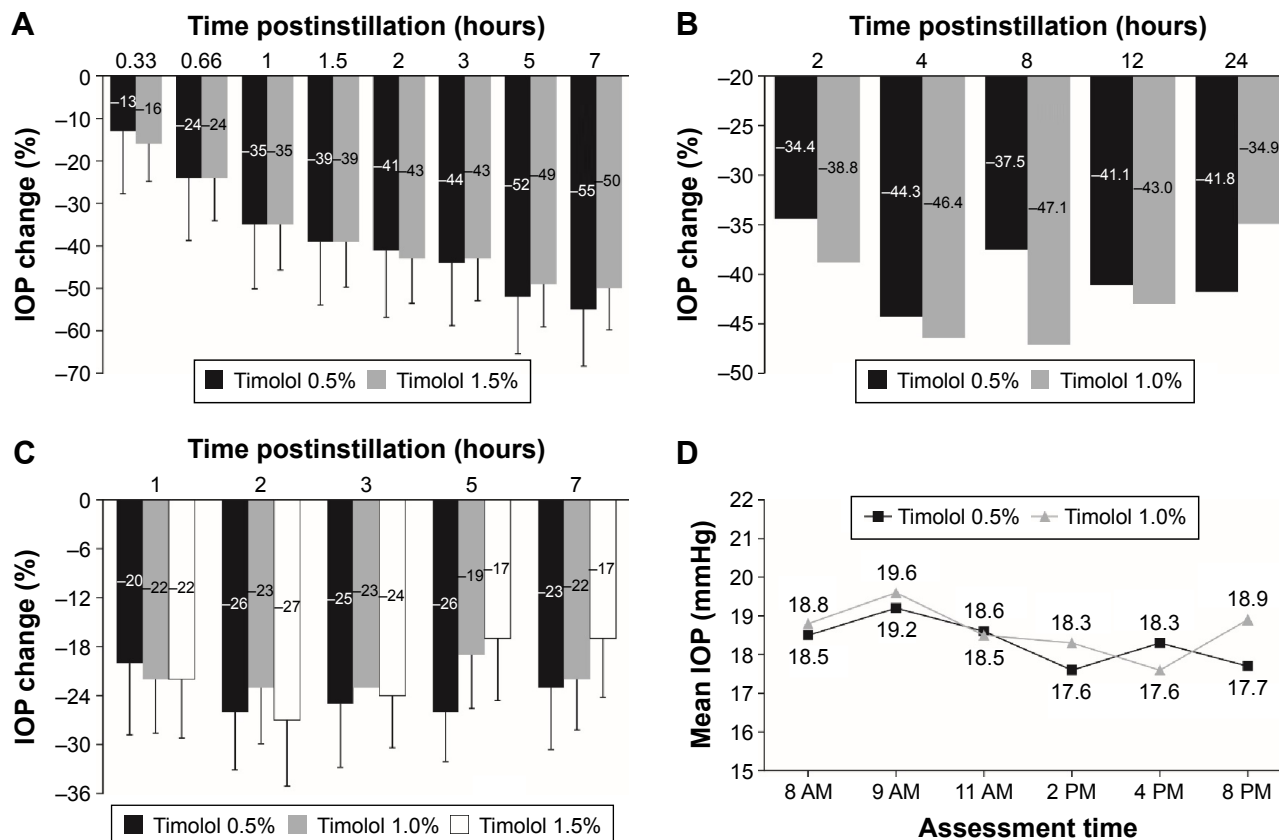 A
Time postinstillation (hours)
0.33 0.66 1 1.5 2 3 5 7
IOP change (%)
0
–10
–20
–30
–40
–50
–60
–70
–13 –16 –24 –24 –35 –35 –39 –39 –41 –43 –44 –43 –52 –49 –55 –50
Timolol 0.5% Timolol 1.5%
B
Time postinstillation (hours)
2 4 8 12 24
IOP change (%)
–20
–25
–30
–35
–40
–45
–50
–34.4 –38.8 –44.3 –46.4 –37.5 –47.1 –41.1 –43.0 –41.8 –34.9
Timolol 0.5% Timolol 1.0%
C
Time postinstillation (hours)
1 2 3 5 7
IOP change (%)
0
–6
–12
–18
–24
–30
–36
–20 –22 –22 –26 –23 –27 –25 –23 –24 –26 –19 –17 –23 –22 –17
Timolol 0.5% Timolol 1.0% Timolol 1.5%
D
Mean IOP (mmHg)
22
21
20
19
18
17
16
15
Timolol 0.5% Timolol 1.0%
18.8 19.6 18.6 18.3 18.3 18.9
18.5 19.2 18.5 17.6 17.6 17.7
8 AM 9 AM 11 AM 2 PM 4 PM 8 PM
Assessment time